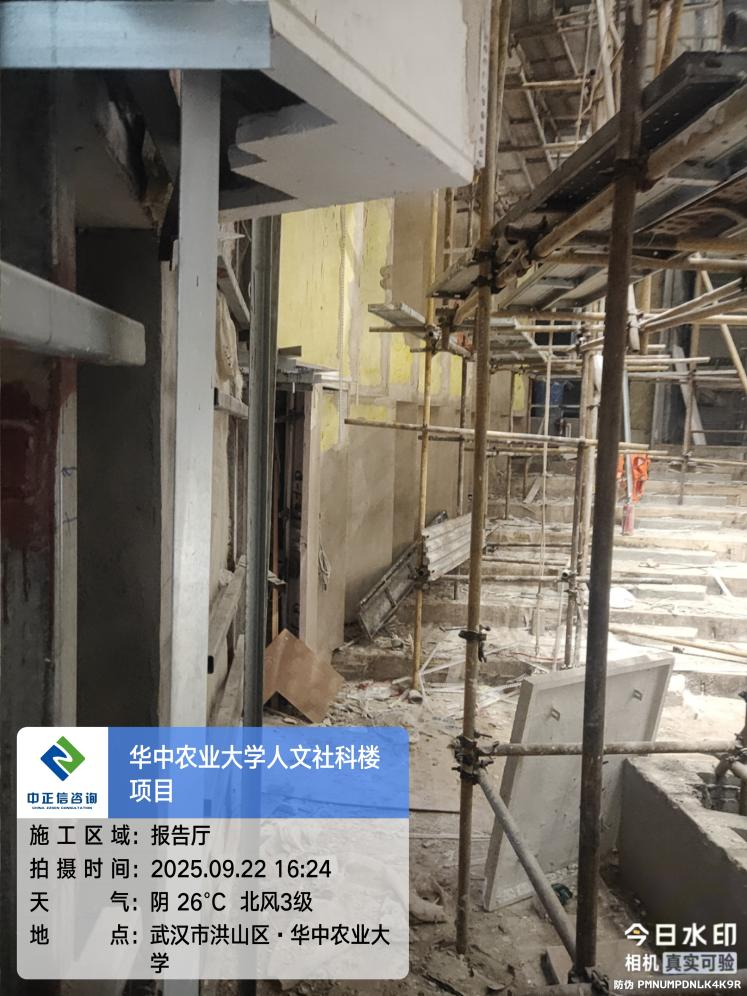 华中农业大学人文社科楼
项目
中正信咨询
CHINA ZENIN CONSULTATION
施工区域：报告厅
拍摄时间：2025.09.22 16:24
天气：阴 26℃ 北风3级
地点：武汉市洪山区·华中农业大
学
今日水印
相机 真实可验
防伪 PMNUMPDNLK4K9R